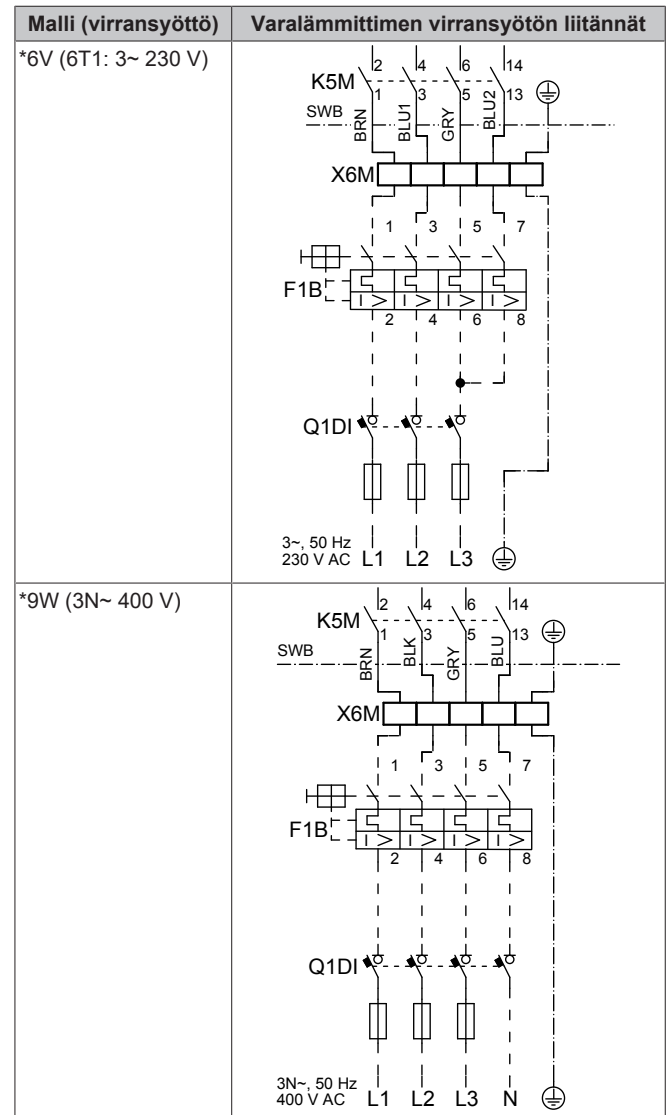 Malli (virransyöttö) Varalämmittimen virransyötön liitännät
*6V (6T1: 3~ 230 V)
2 4 6 14
K5M
1 3 5 13
SWB
BRN BLU1 GRY BLU2
X6M
1 3 5 7
F1B
I > I > I > I >
2 4 6 8
Q1DI
3~, 50 Hz
230 V AC L1 L2 L3
*9W (3N~ 400 V)
2 4 6 14
K5M
1 3 5 13
SWB
BRN BLK GRY BLU
X6M
1 3 5 7
F1B
I > I > I > I >
2 4 6 8
Q1DI
3N~, 50 Hz
400 V AC L1 L2 L3 N